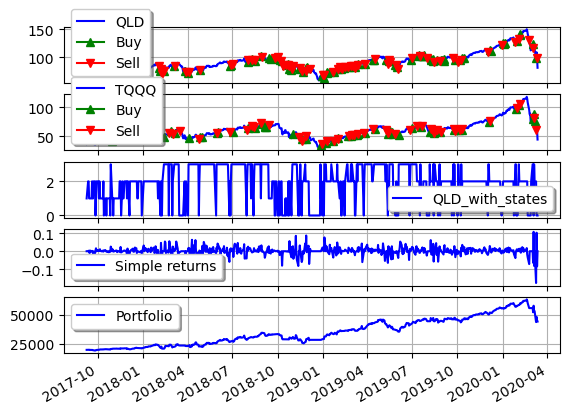 150
QLD
Buy
100
Sell
TQQQ
100
Buy
50
Sell
2
QLD_with_states
0
0.1
0.0
Simple returns
−0.1
Portfolio
50000
25000
2017-10 2018-01 2018-04 2018-07 2018-10 2019-01 2019-04 2019-07 2019-10 2020-01 2020-04